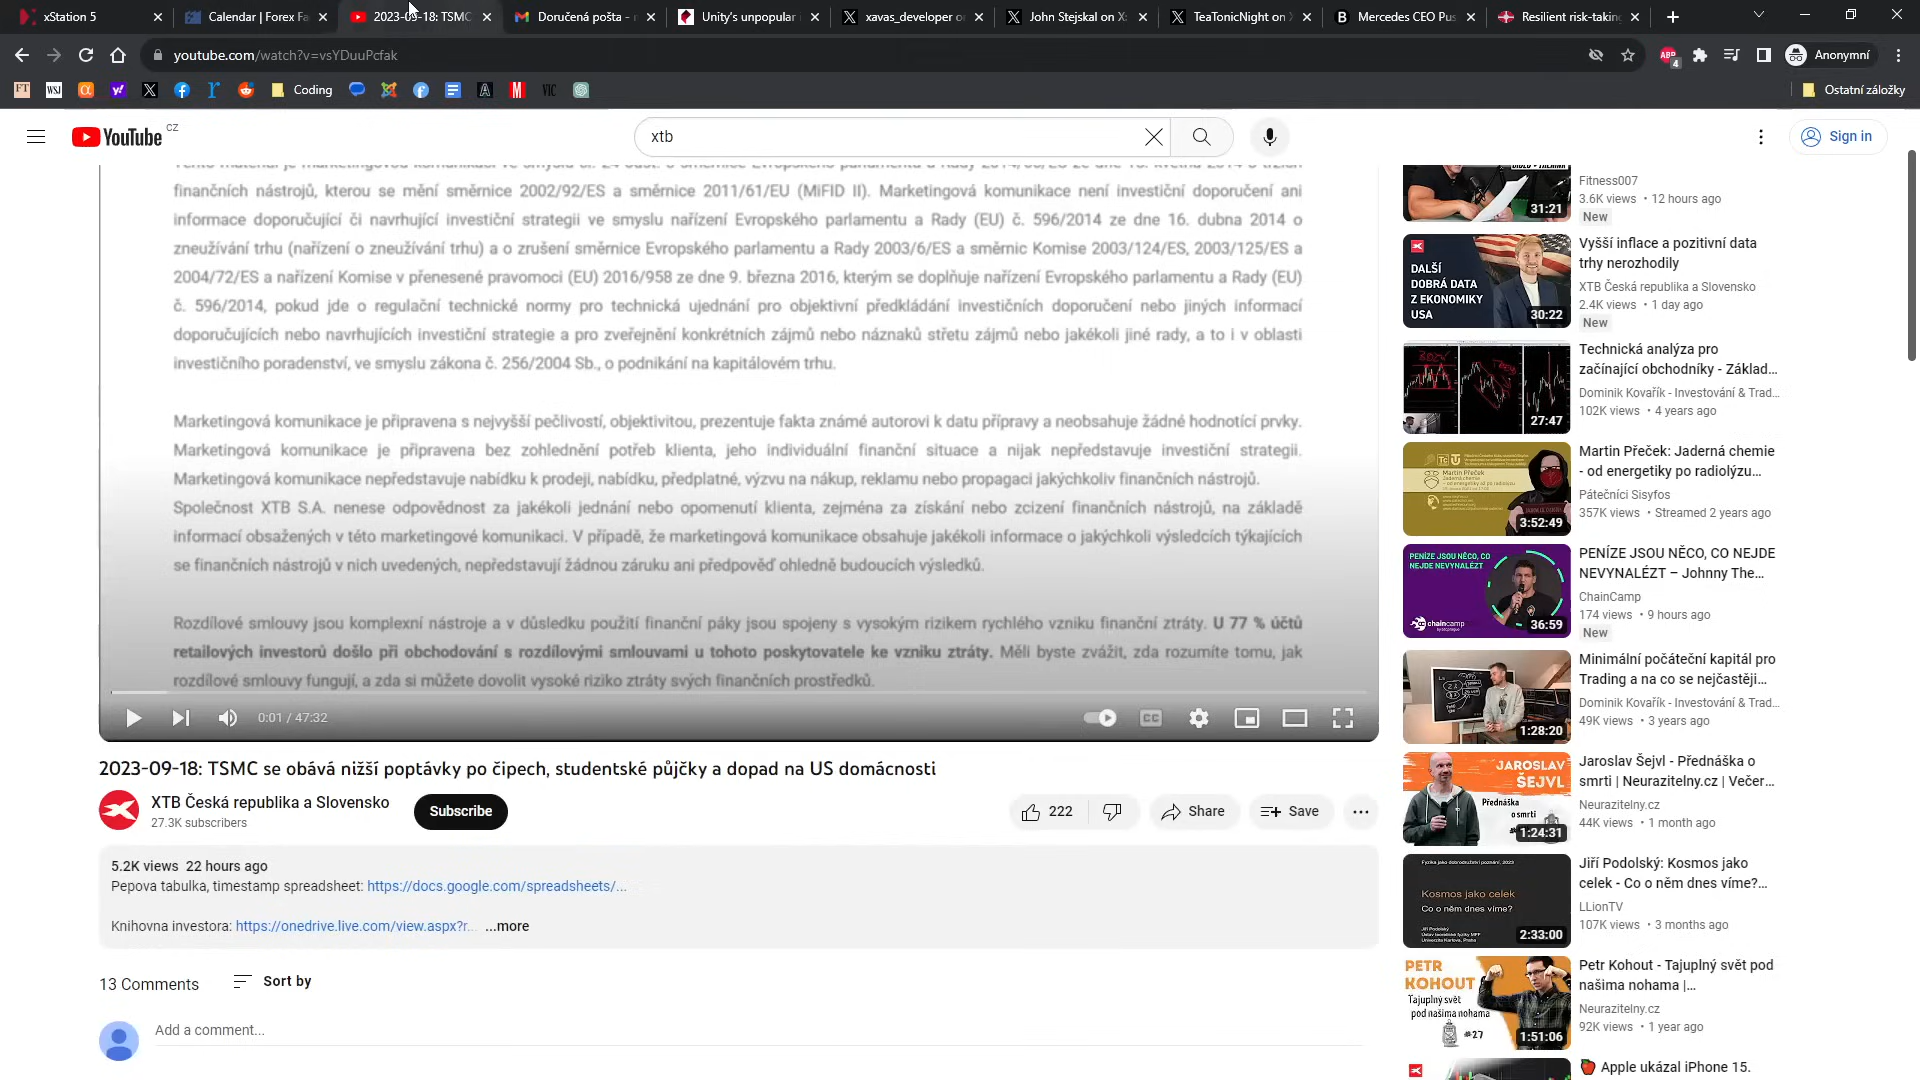 xStation 5
Calendar | Forex Fa
2023-09-18: TSMC
Doručená pošta -
Unity's unpopular
xavas_developer on
John Stejskal on X:
TeaTonicNight on X
Mercedes CEO Pus
Resilient risk-taking
youtube.com/watch?v=vsYDuuPcfak
4
Anonymní
FT
WSJ
y!
Coding
VIC
Ostatní záložky
YouTube CZ
xtb
Sign in
finančních nástrojů, kterou se mění směrnice 2002/92/ES a směrnice 2011/61/EU (MiFID II). Marketingová komunikace není investiční doporučení ani
informace doporučující či navrhující investiční strategii ve smyslu nařízení Evropského parlamentu a Rady (EU) č. 596/2014 ze dne 16. dubna 2014 o
zneužívání trhu (nařízení o zneužívání trhu) a o zrušení směrnice Evropského parlamentu a Rady 2003/6/ES a směrnic Komise 2003/124/ES, 2003/125/ES a
2004/72/ES a nařízení Komise v přenesené pravomoci (EU) 2016/958 ze dne 9. března 2016, kterým se doplňuje nařízení Evropského parlamentu a Rady (EU)
č. 596/2014, pokud jde o regulační technické normy pro technická ujednání pro objektivní předkládání investičních doporučení nebo jiných informací
doporučujících nebo navrhujících investiční strategie a pro zveřejnění konkrétních zájmů nebo náznaků střetu zájmů nebo jakékoli jiné rady, a to i v oblasti
investičního poradenství, ve smyslu zákona č. 256/2004 Sb., o podnikání na kapitálovém trhu.
Marketingová komunikace je připravena s nejvyšší pečlivostí, objektivitou, prezentuje fakta známé autorovi k datu přípravy a neobsahuje žádné hodnotící prvky.
Marketingová komunikace je připravena bez zohlednění potřeb klienta, jeho individuální finanční situace a nijak nepředstavuje investiční strategii.
Marketingová komunikace nepředstavuje nabídku k prodeji, nabídku, předplatné, výzvu na nákup, reklamu nebo propagaci jakýchkoliv finančních nástrojů.
Společnost XTB S.A. nenese odpovědnost za jakékoli jednání nebo opomenutí klienta, zejména za získání nebo zcizení finančních nástrojů, na základě
informací obsažených v této marketingové komunikaci. V případě, že marketingová komunikace obsahuje jakékoli informace o jakýchkoli výsledcích týkajících
se finančních nástrojů v nich uvedených, nepředstavují žádnou záruku ani předpověď ohledně budoucích výsledků.
Rozdílové smlouvy jsou komplexní nástroje a v důsledku použití finanční páky jsou spojeny s vysokým rizikem rychlého vzniku finanční ztráty. U 77 % účtů
retailových investorů došlo při obchodování s rozdílovými smlouvami u tohoto poskytovatele ke vzniku ztráty. Měli byste zvážit, zda rozumíte tomu, jak
rozdílové smlouvy fungují, a zda si můžete dovolit vysoké riziko ztráty svých finančních prostředků.
0:01 / 47:32
CC
2023-09-18: TSMC se obává nižší poptávky po čipech, studentské půjčky a dopad na US domácnosti
XTB Česká republika a Slovensko
27.3K subscribers
Subscribe
222
Share
Save
5.2K views 22 hours ago
Pepova tabulka, timestamp spreadsheet: https://docs.google.com/spreadsheets/...
Knihovna investora: https://onedrive.live.com/view.aspx?r... ...more
13 Comments
Sort by
Add a comment...
31:21
Fitness007
3.6K views • 12 hours ago
New
DALŠÍ
DOBRÁ DATA
Z EKONOMIKY
USA
30:22
Vyšší inflace a pozitivní data
trhy nerozhodily
XTB Česká republika a Slovensko
2.4K views • 1 day ago
New
27:47
Technická analýza pro
začínající obchodníky - Základ...
Dominik Kovařík - Investování & Trad...
102K views • 4 years ago
Martin Přeček:
Jaderná chemie
3:52:49
Martin Přeček: Jaderná chemie
- od energetiky po radiolýzu...
Pátečníci Sisyfos
357K views • Streamed 2 years ago
PENÍZE JSOU NĚCO, CO
NEJDE NEVYNALÉZT
chaincamp
36:59
PENÍZE JSOU NĚCO, CO NEJDE
NEVYNALÉZT – Johnny The...
ChainCamp
174 views • 9 hours ago
New
1:28:20
Minimální počáteční kapitál pro
Trading a na co se nejčastěji...
Dominik Kovařík - Investování & Trad...
49K views • 3 years ago
JAROSLAV
ŠEJVL
Přednáška
o smrti
1:24:31
Jaroslav Šejvl - Přednáška o
smrti | Neurazitelny.cz | Večer...
Neurazitelny.cz
44K views • 1 month ago
Fyzika jako dobrodružství poznání, 2023
Kosmos jako celek
Co o něm dnes víme?
Jiří Podolský
2:33:00
Jiří Podolský: Kosmos jako
celek - Co o něm dnes víme?...
LLionTV
107K views • 3 months ago
PETR
KOHOUT
Tajuplný svět
pod našima nohama
#27
1:51:06
Petr Kohout - Tajuplný svět pod
našima nohama |...
Neurazitelny.cz
92K views • 1 year ago
Apple ukázal iPhone 15.